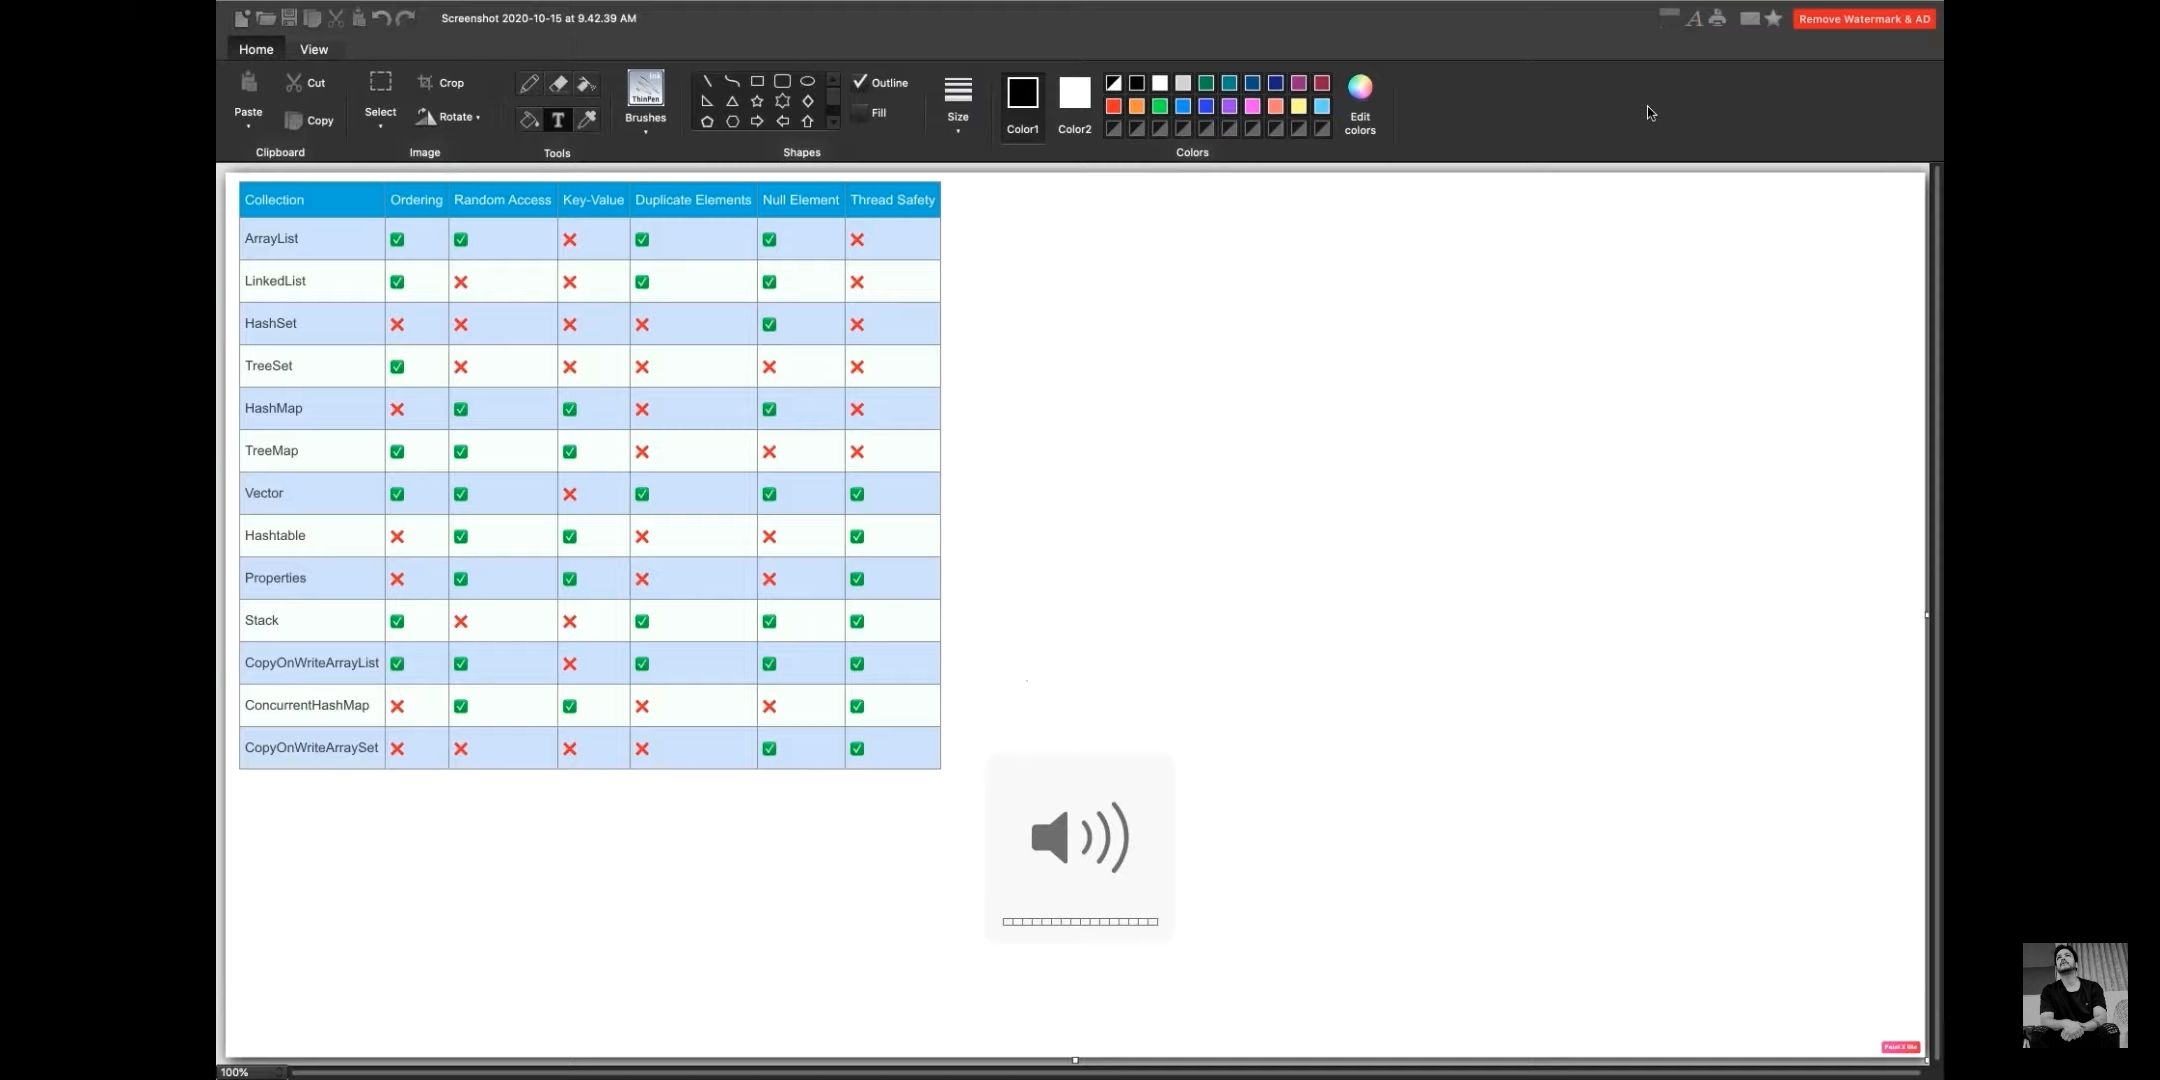 Screenshot 2020-10-15 at 9.42.39 AM
Remove Watermark & AD
Home View
Paste Cut Copy Clipboard
Select Crop Rotate Image
T Tools
ThinPen Brushes
Outline Fill Shapes
Size
Color1 Color2 Colors
Edit colors
Collection Ordering Random Access Key-Value Duplicate Elements Null Element Thread Safety
ArrayList ✅ ✅ ❌ ✅ ✅ ❌
LinkedList ✅ ❌ ❌ ✅ ✅ ❌
HashSet ❌ ❌ ❌ ❌ ✅ ❌
TreeSet ✅ ❌ ❌ ❌ ❌ ❌
HashMap ❌ ✅ ✅ ❌ ✅ ❌
TreeMap ✅ ✅ ✅ ❌ ❌ ❌
Vector ✅ ✅ ❌ ✅ ✅ ✅
Hashtable ❌ ✅ ✅ ❌ ❌ ✅
Properties ❌ ✅ ✅ ❌ ❌ ✅
Stack ✅ ❌ ❌ ✅ ✅ ✅
CopyOnWriteArrayList ✅ ✅ ❌ ✅ ✅ ✅
ConcurrentHashMap ❌ ✅ ✅ ❌ ❌ ✅
CopyOnWriteArraySet ❌ ❌ ❌ ❌ ✅ ✅
100%